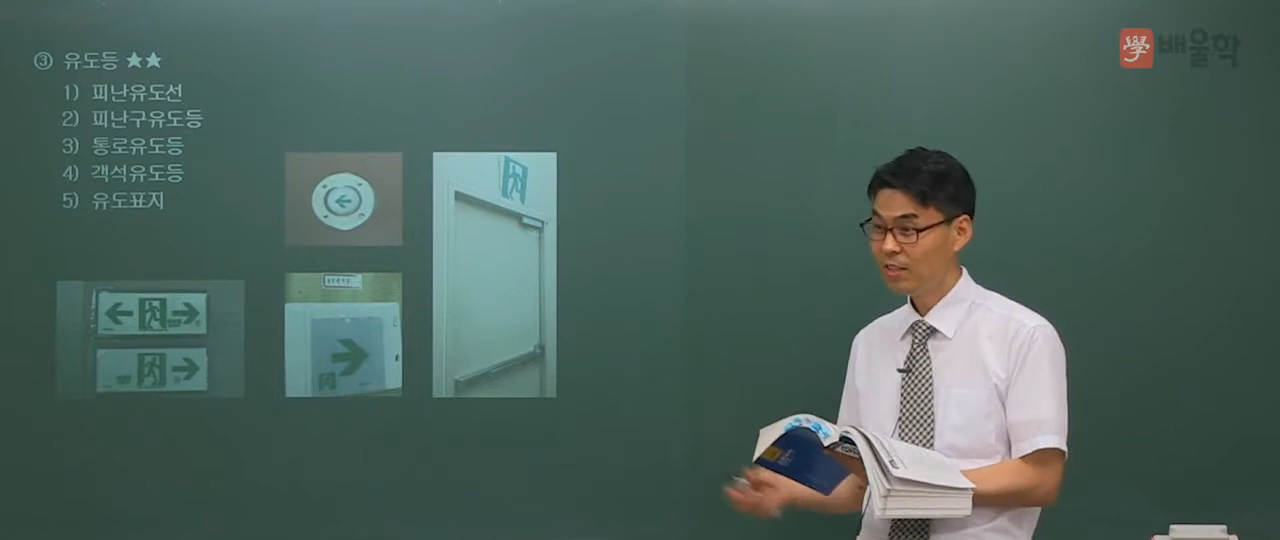 ③ 유도등 ★★
1) 피난유도선
2) 피난구유도등
3) 통로유도등
4) 객석유도등
5) 유도표지
學 배울학